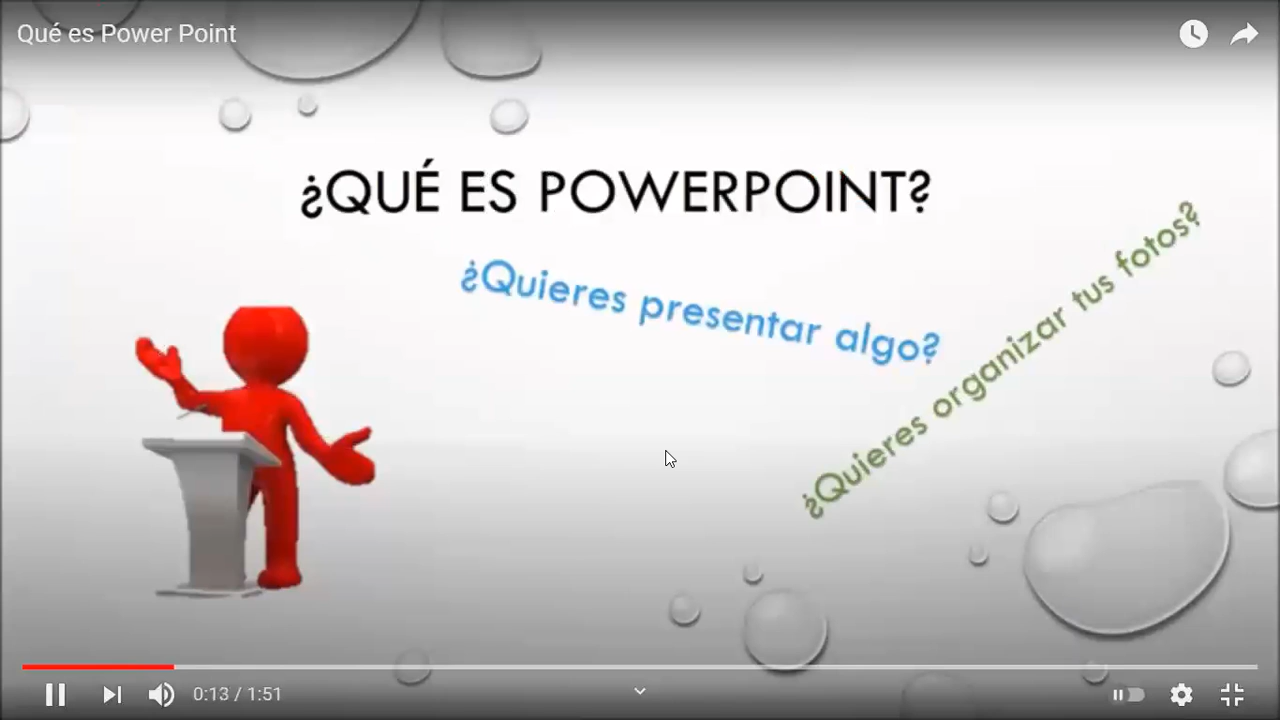 Qué es Power Point
¿QUÉ ES POWERPOINT?
¿Quieres presentar algo?
¿Quieres organizar tus fotos?
0:13 / 1:51